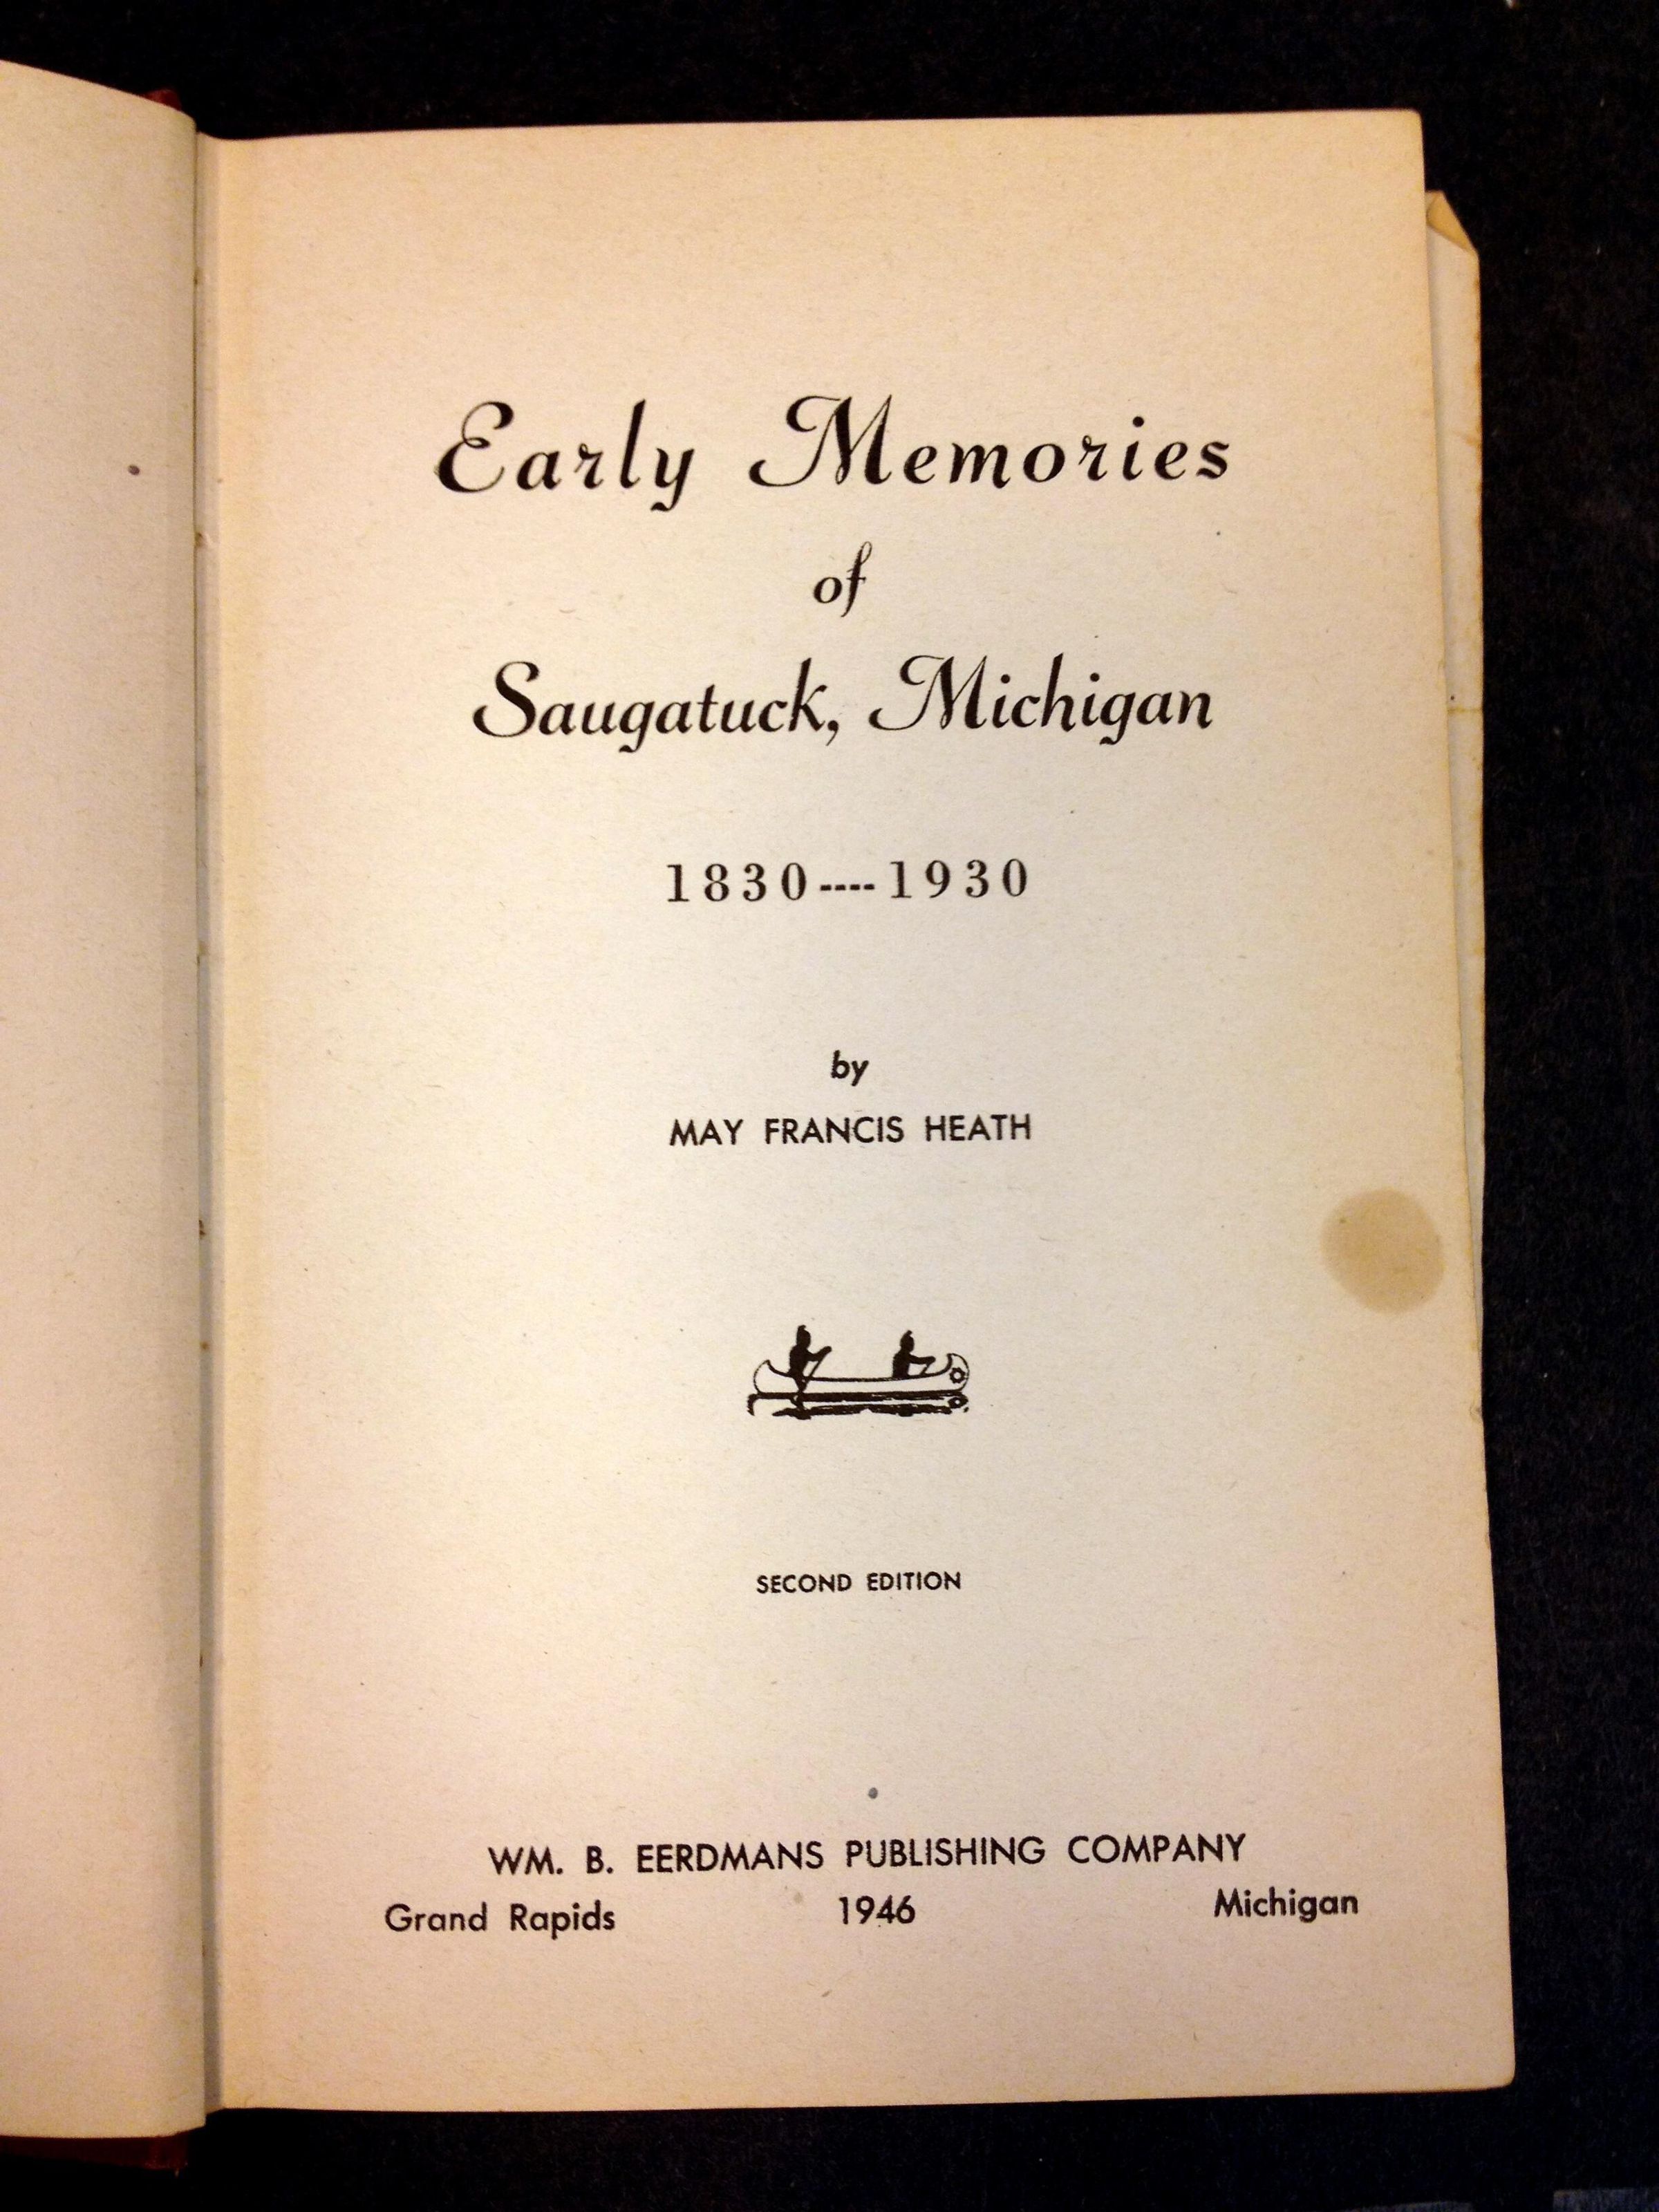 Early Memories
of
Saugatuck, Michigan
1830----1930
by
MAY FRANCIS HEATH
SECOND EDITION
WM. B. EERDMANS PUBLISHING COMPANY
Grand Rapids 1946 Michigan